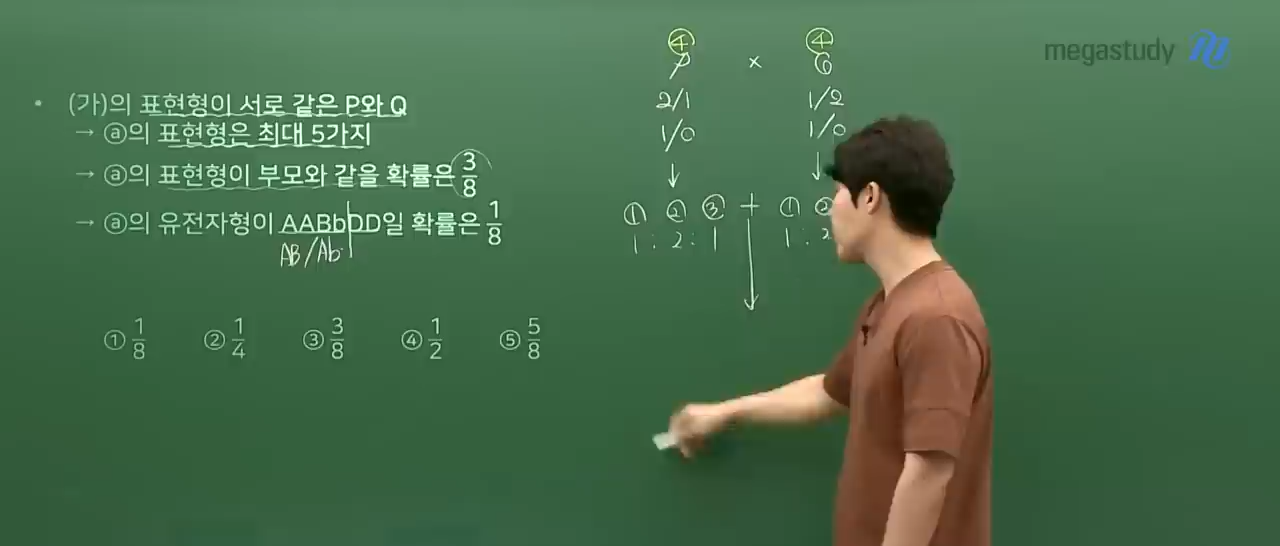 megastudy
• (가)의 표현형이 서로 같은 P와 Q
→ ⓐ의 표현형은 최대 5가지
→ ⓐ의 표현형이 부모와 같을 확률은 3/8
→ ⓐ의 유전자형이 AABbDD일 확률은 1/8
AB/Ab
① 1/8 ② 1/4 ③ 3/8 ④ 1/2 ⑤ 5/8
④ ④
P × Q
2/1 1/2
1/0 1/0
↓ ↓
① ② ③ + ① ②
1 : 2 : 1 1 : 2